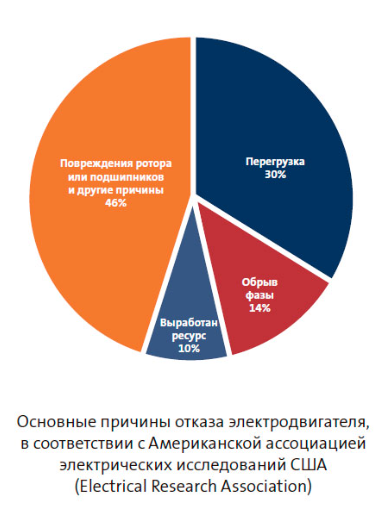 Повреждения ротора
или подшипников
и другие причины
46%
Перегрузка
30%
Обрыв
фазы
14%
Выработан
ресурс
10%
Основные причины отказа электродвигателя,
в соответствии с Американской ассоциацией
электрических исследований США
(Electrical Research Association)